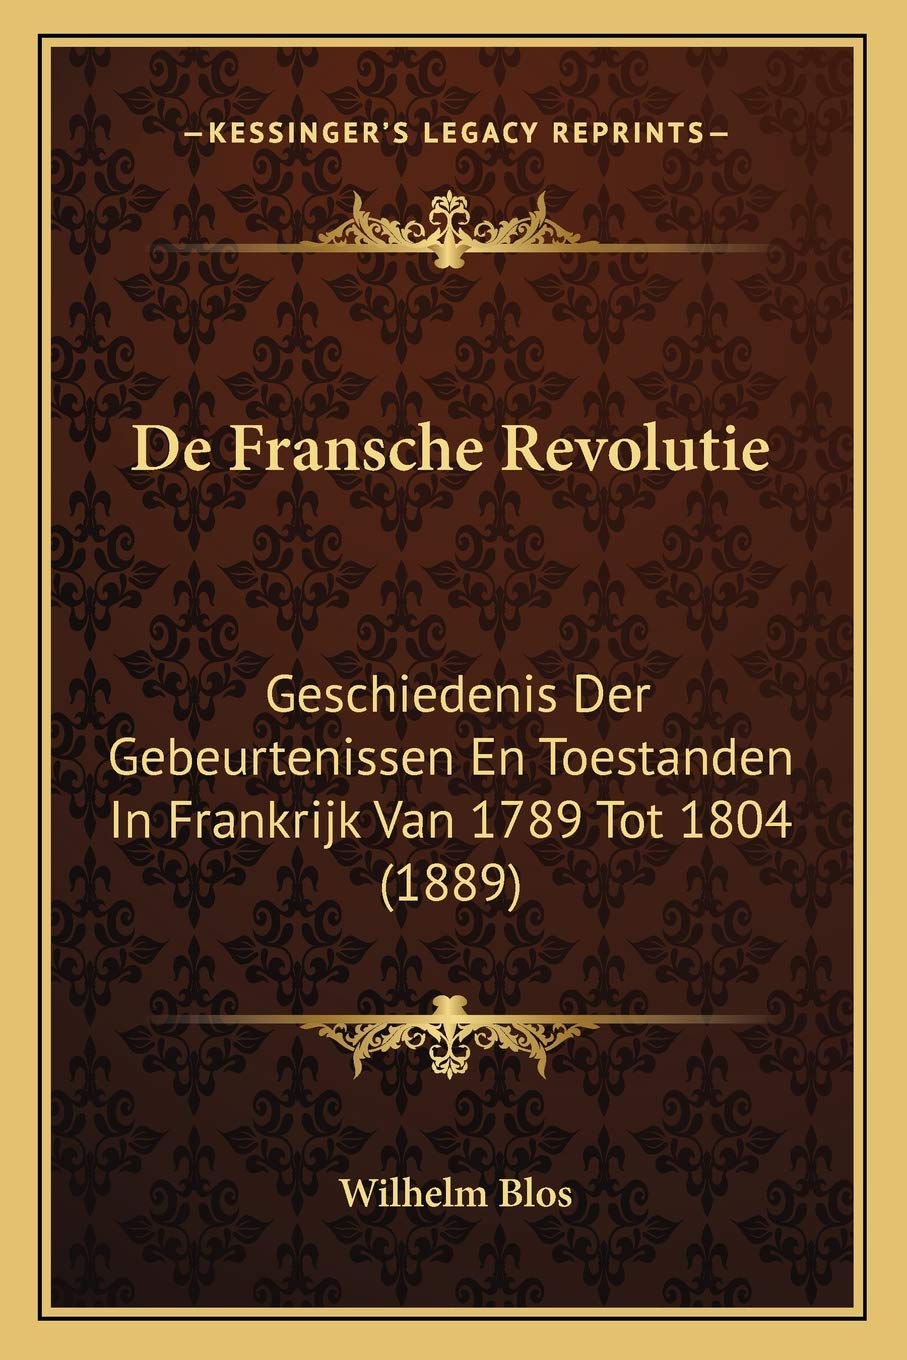 —KESSINGER’S LEGACY REPRINTS—
De Fransche Revolutie
Geschiedenis Der
Gebeurtenissen En Toestanden
In Frankrijk Van 1789 Tot 1804
(1889)
Wilhelm Blos